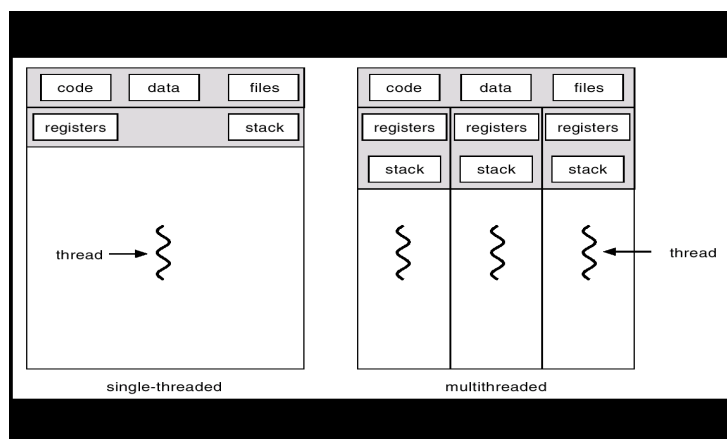 code data files
registers stack
thread
single-threaded
code data files
registers registers registers
stack stack stack
thread
multithreaded